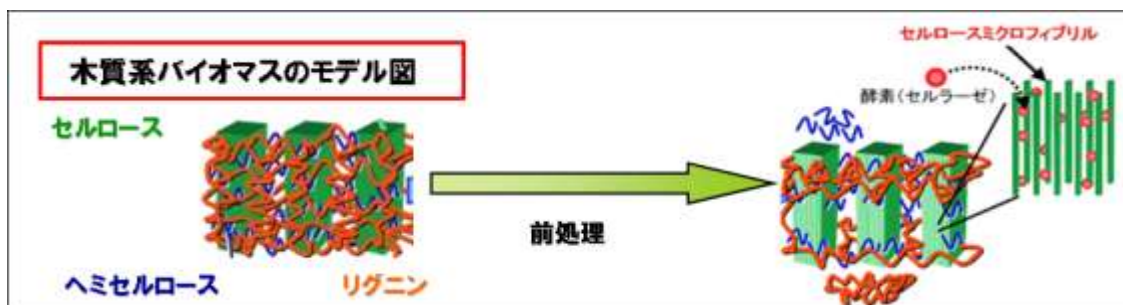 木質系バイオマスのモデル図
セルロース
ヘミセルロース
リグニン
前処理
セルロースミクロフィブリル
酵素（セルラーゼ）